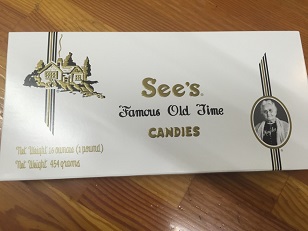 See's
Famous Old Time
CANDIES
Net Weight 16 ounces (1 pound)
Net Weight 454 grams